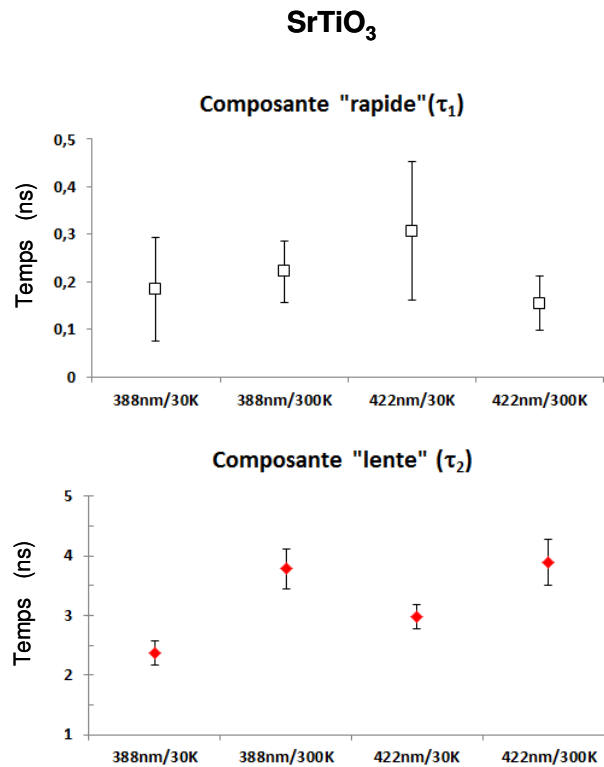 SrTiO₃
Composante "rapide"(τ₁)
Temps (ns)
0,5
0,4
0,3
0,2
0,1
0
388nm/30K 388nm/300K 422nm/30K 422nm/300K
Composante "lente" (τ₂)
Temps (ns)
5
4
3
2
1
388nm/30K 388nm/300K 422nm/30K 422nm/300K